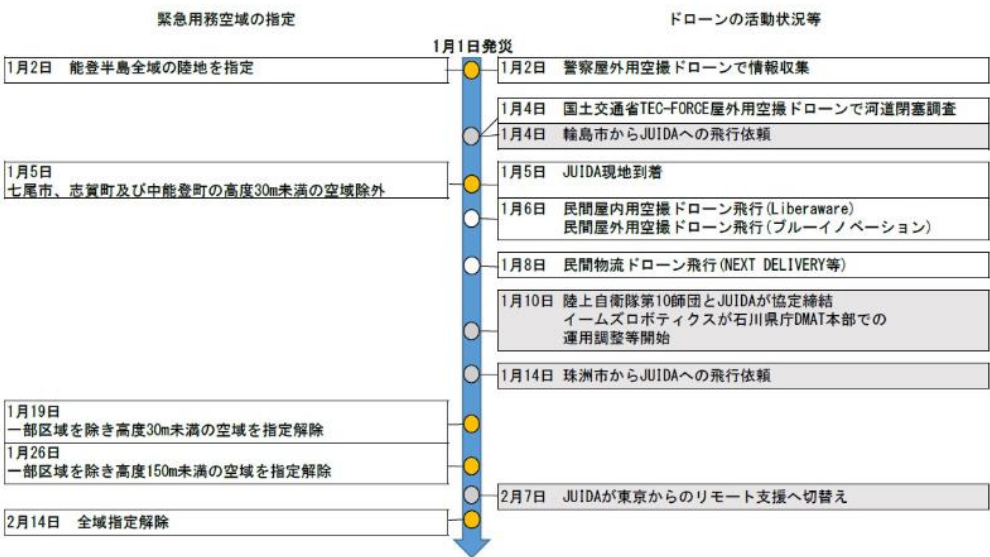 緊急用務空域の指定
ドローンの活動状況等
1月1日発災
1月2日 能登半島全域の陸地を指定
1月2日 警察屋外用空撮ドローンで情報収集
1月4日 国土交通省TEC-FORCE屋外用空撮ドローンで河道閉塞調査
1月4日 輪島市からJUIDAへの飛行依頼
1月5日
七尾市、志賀町及び中能登町の高度30m未満の空域除外
1月5日 JUIDA現地到着
1月6日 民間屋内用空撮ドローン飛行(Liberaware)
民間屋外用空撮ドローン飛行(ブルーイノベーション)
1月8日 民間物流ドローン飛行(NEXT DELIVERY等)
1月10日 陸上自衛隊第10師団とJUIDAが協定締結
イームズロボティクスが石川県庁DMAT本部での
運用調整等開始
1月14日 珠洲市からJUIDAへの飛行依頼
1月19日
一部区域を除き高度30m未満の空域を指定解除
1月26日
一部区域を除き高度150m未満の空域を指定解除
2月7日 JUIDAが東京からのリモート支援へ切替え
2月14日 全域指定解除